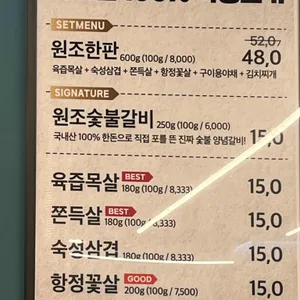 SETMENU
52,0
원조한판 600g (100g / 8,000) 48,0
육즙목살 + 숙성삼겹 + 쫀득살 + 항정꽃살 + 구이용야채 + 김치찌개
SIGNATURE
원조숯불갈비 250g (100g / 6,000) 15,0
국내산 100% 한돈으로 직접 포를 뜬 진짜 숯불 양념갈비!
육즙목살 BEST 180g (100g / 8,333) 15,0
쫀득살 BEST 180g (100g / 8,333) 15,0
숙성삼겹 180g (100g / 8,333) 15,0
항정꽃살 GOOD 200g (100g / 7,500) 15,0